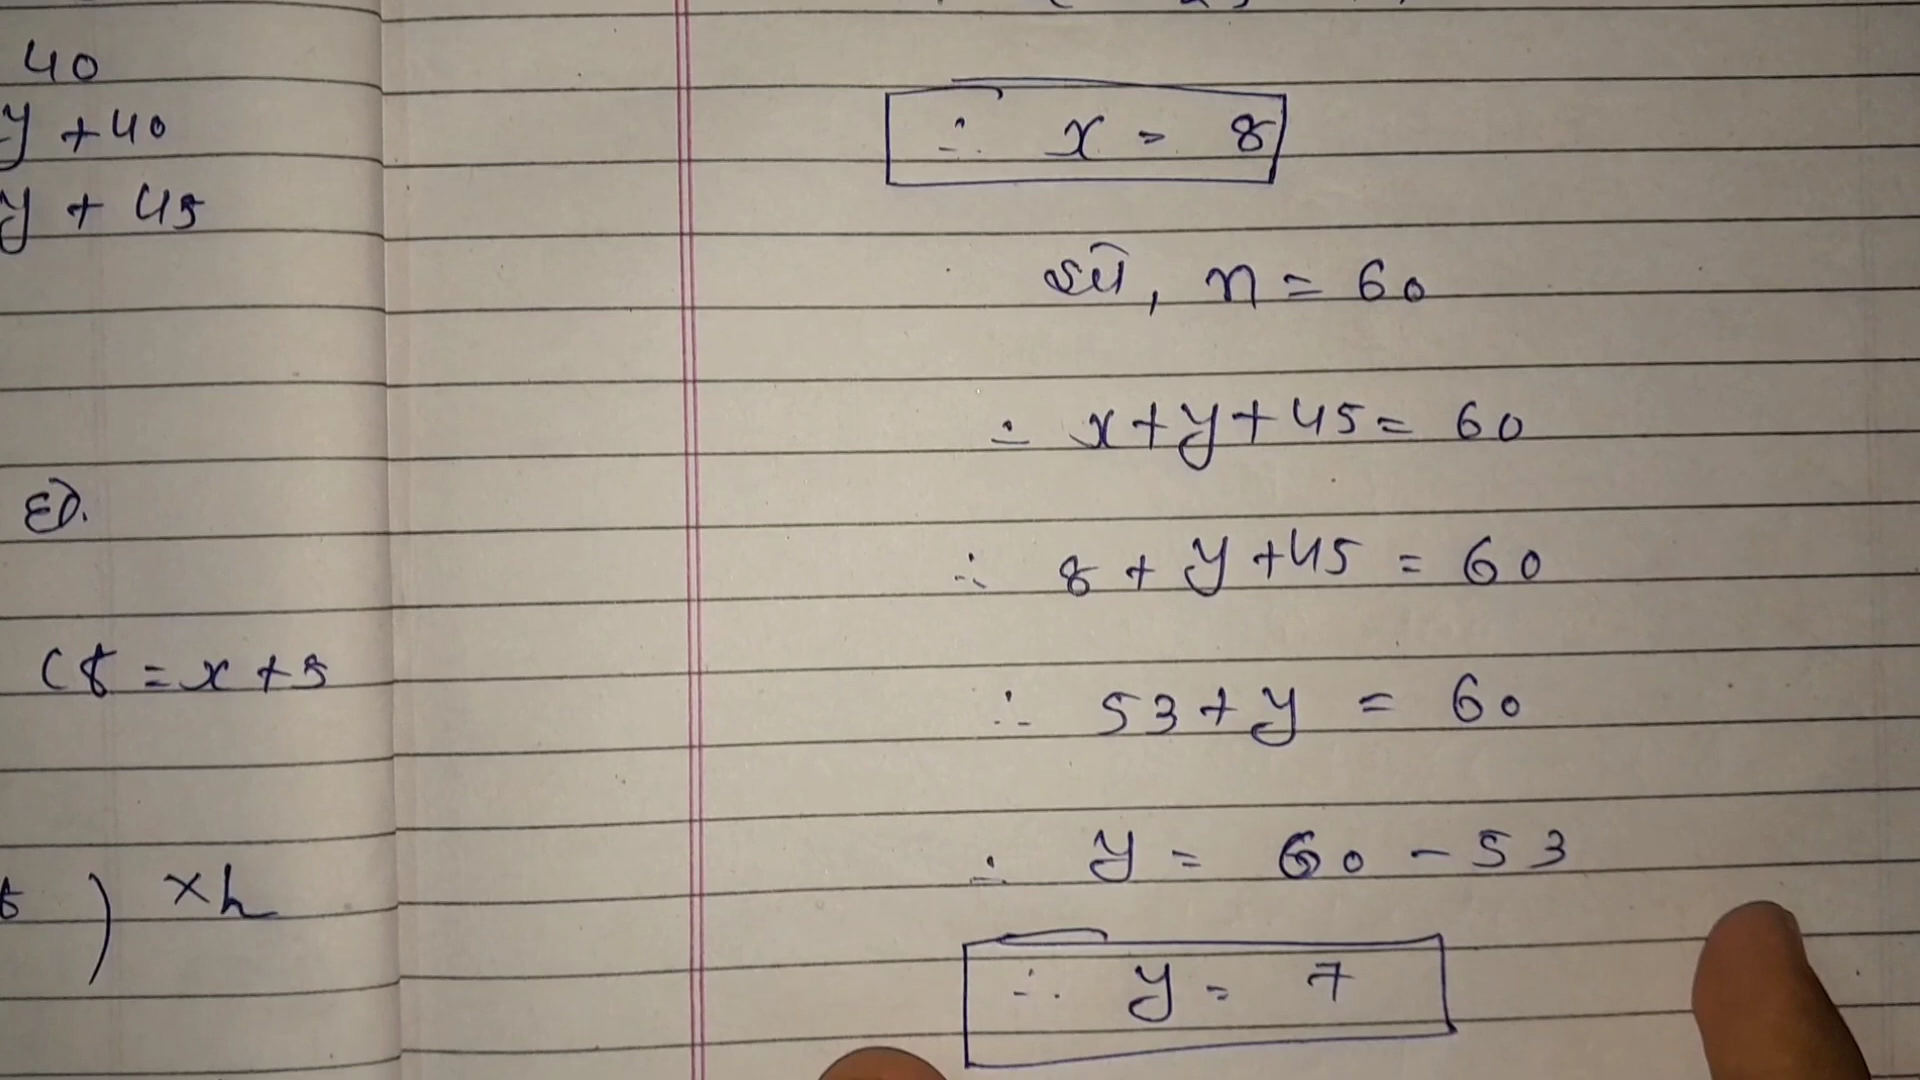 40
y + 40
y + 45
છે.
cf = x + 5
f ) × h
∴ x = 8
હવે, n = 60
∴ x + y + 45 = 60
∴ 8 + y + 45 = 60
∴ 53 + y = 60
∴ y = 60 - 53
∴ y = 7